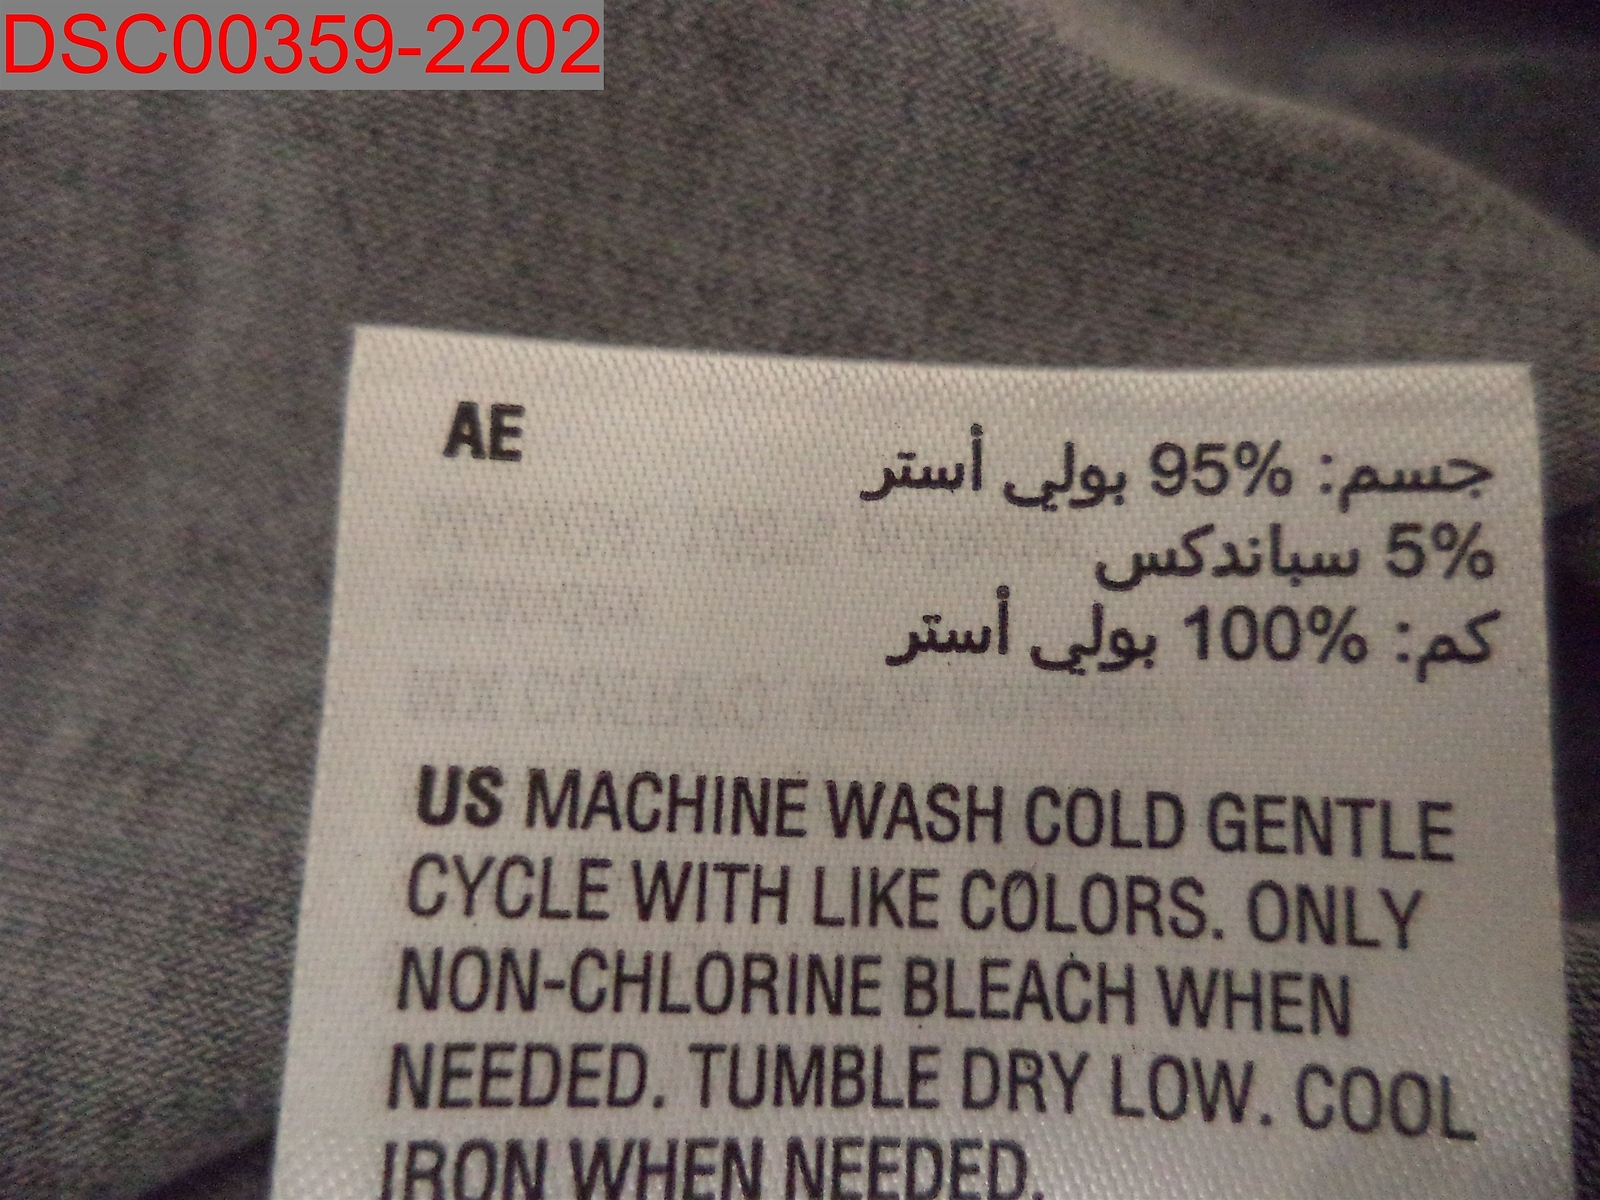 DSC00359-2202
AE
جسم: %95 بولي أستر
%5 سباندكس
كم: %100 بولي أستر
US MACHINE WASH COLD GENTLE
CYCLE WITH LIKE COLORS. ONLY
NON-CHLORINE BLEACH WHEN
NEEDED. TUMBLE DRY LOW. COOL
IRON WHEN NEEDED.